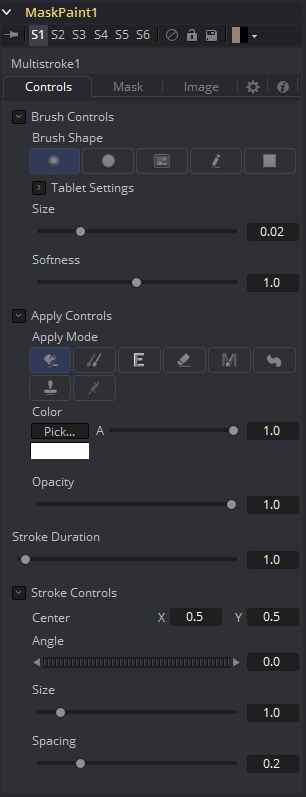 MaskPaint1
S1 S2 S3 S4 S5 S6
Multistroke1
Controls Mask Image
Brush Controls
Brush Shape
Tablet Settings
Size
0.02
Softness
1.0
Apply Controls
Apply Mode
E M
Color
Pick... A 1.0
Opacity
1.0
Stroke Duration
1.0
Stroke Controls
Center X 0.5 Y 0.5
Angle
0.0
Size
1.0
Spacing
0.2